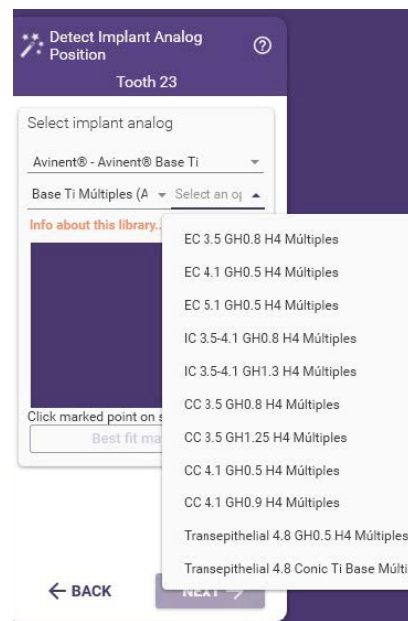 Detect Implant Analog
Position
Tooth 23
Select implant analog
Avinent® - Avinent® Base Ti
Base Ti Múltiples (A Select an o
Info about this library..
EC 3.5 GH0.8 H4 Múltiples
EC 4.1 GH0.5 H4 Múltiples
EC 5.1 GH0.5 H4 Múltiples
IC 3.5-4.1 GH0.8 H4 Múltiples
IC 3.5-4.1 GH1.3 H4 Múltiples
CC 3.5 GH0.8 H4 Múltiples
Click marked point on s
CC 3.5 GH1.25 H4 Múltiples
Best fit ma
CC 4.1 GH0.5 H4 Múltiples
CC 4.1 GH0.9 H4 Múltiples
Transepithelial 4.8 GH0.5 H4 Múltiples
Transepithelial 4.8 Conic Ti Base Múlti
BACK
NEXT